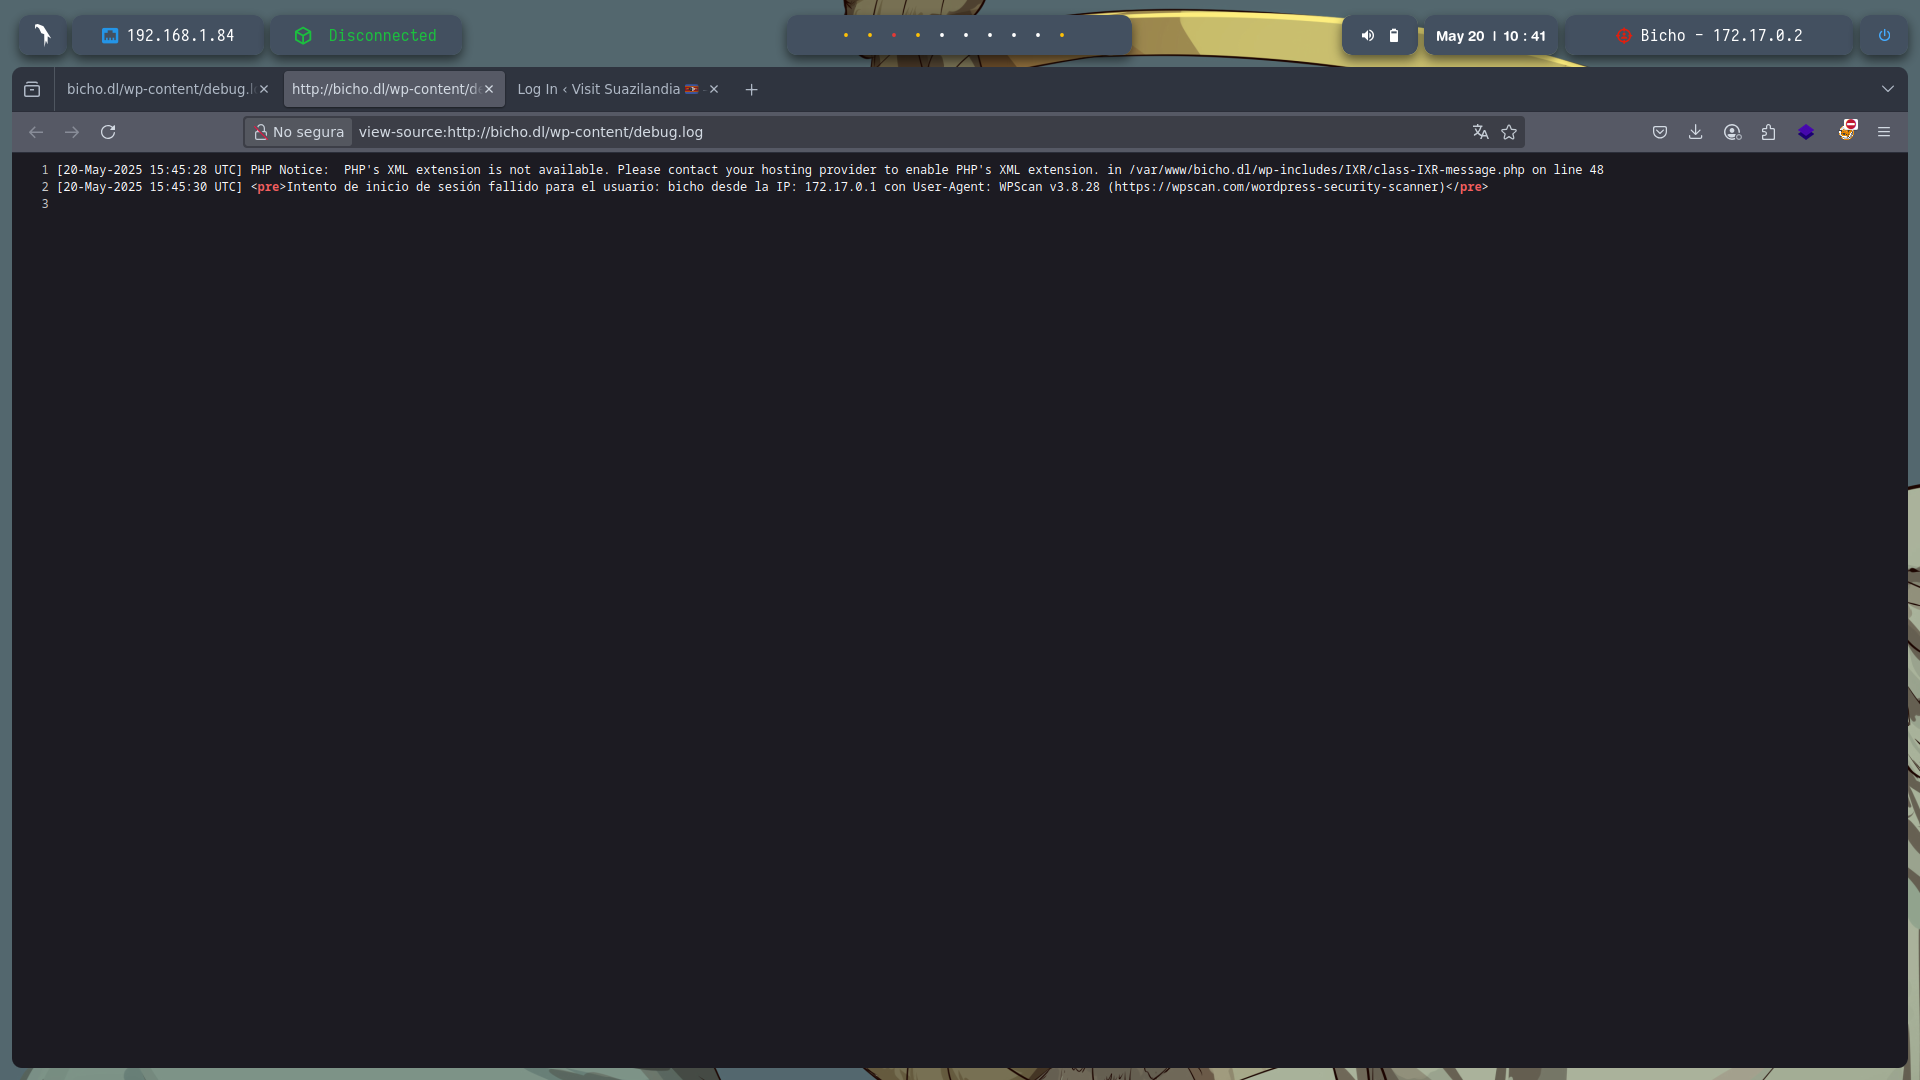 192.168.1.84
Disconnected
May 20 | 10:41
Bicho - 172.17.0.2
bicho.dl/wp-content/debug.l
http://bicho.dl/wp-content/de
Log In ‹ Visit Suazilandia 🇸🇿 -
No segura
view-source:http://bicho.dl/wp-content/debug.log
1 [20-May-2025 15:45:28 UTC] PHP Notice:  PHP's XML extension is not available. Please contact your hosting provider to enable PHP's XML extension. in /var/www/bicho.dl/wp-includes/IXR/class-IXR-message.php on line 48
2 [20-May-2025 15:45:30 UTC] <pre>Intento de inicio de sesión fallido para el usuario: bicho desde la IP: 172.17.0.1 con User-Agent: WPScan v3.8.28 (https://wpscan.com/wordpress-security-scanner)</pre>
3